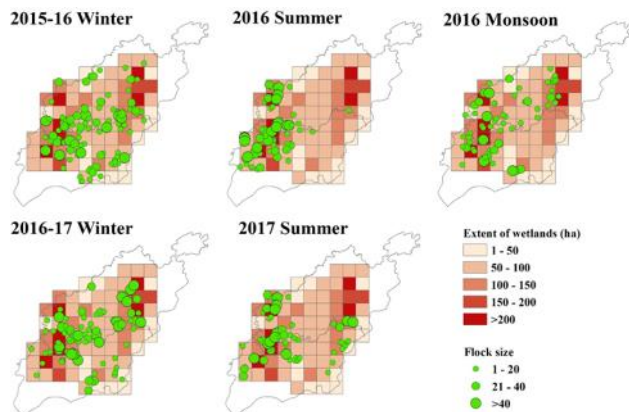 2015-16 Winter
2016 Summer
2016 Monsoon
2016-17 Winter
2017 Summer
Extent of wetlands (ha)
1 - 50
50 - 100
100 - 150
150 - 200
>200
Flock size
1 - 20
21 - 40
>40